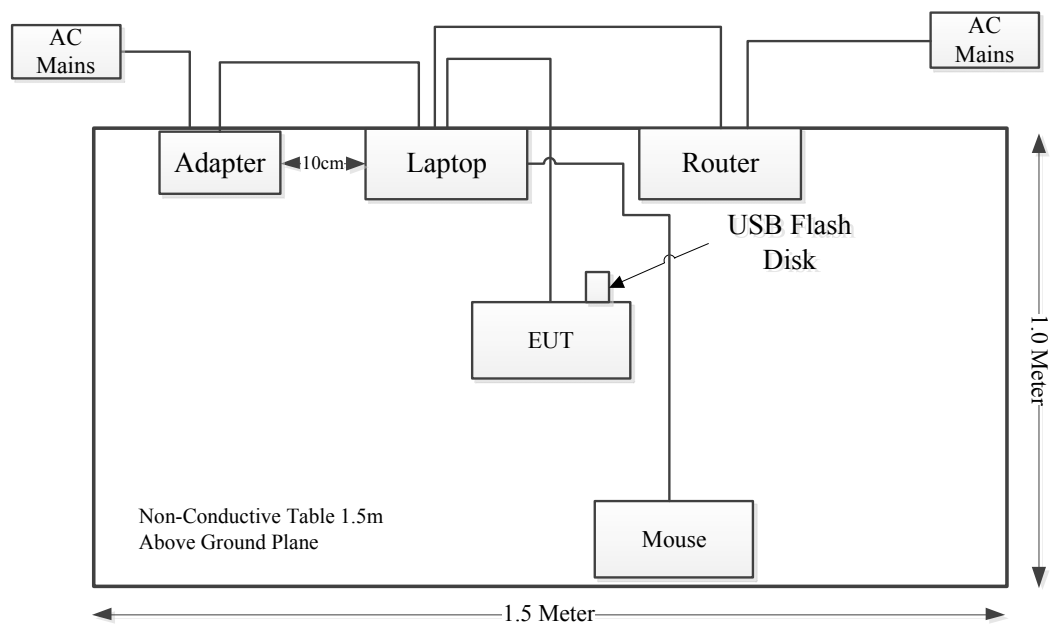 AC
Mains
AC
Mains
Adapter
10cm
Laptop
Router
USB Flash
Disk
EUT
1.0 Meter
Non-Conductive Table 1.5m
Above Ground Plane
Mouse
1.5 Meter